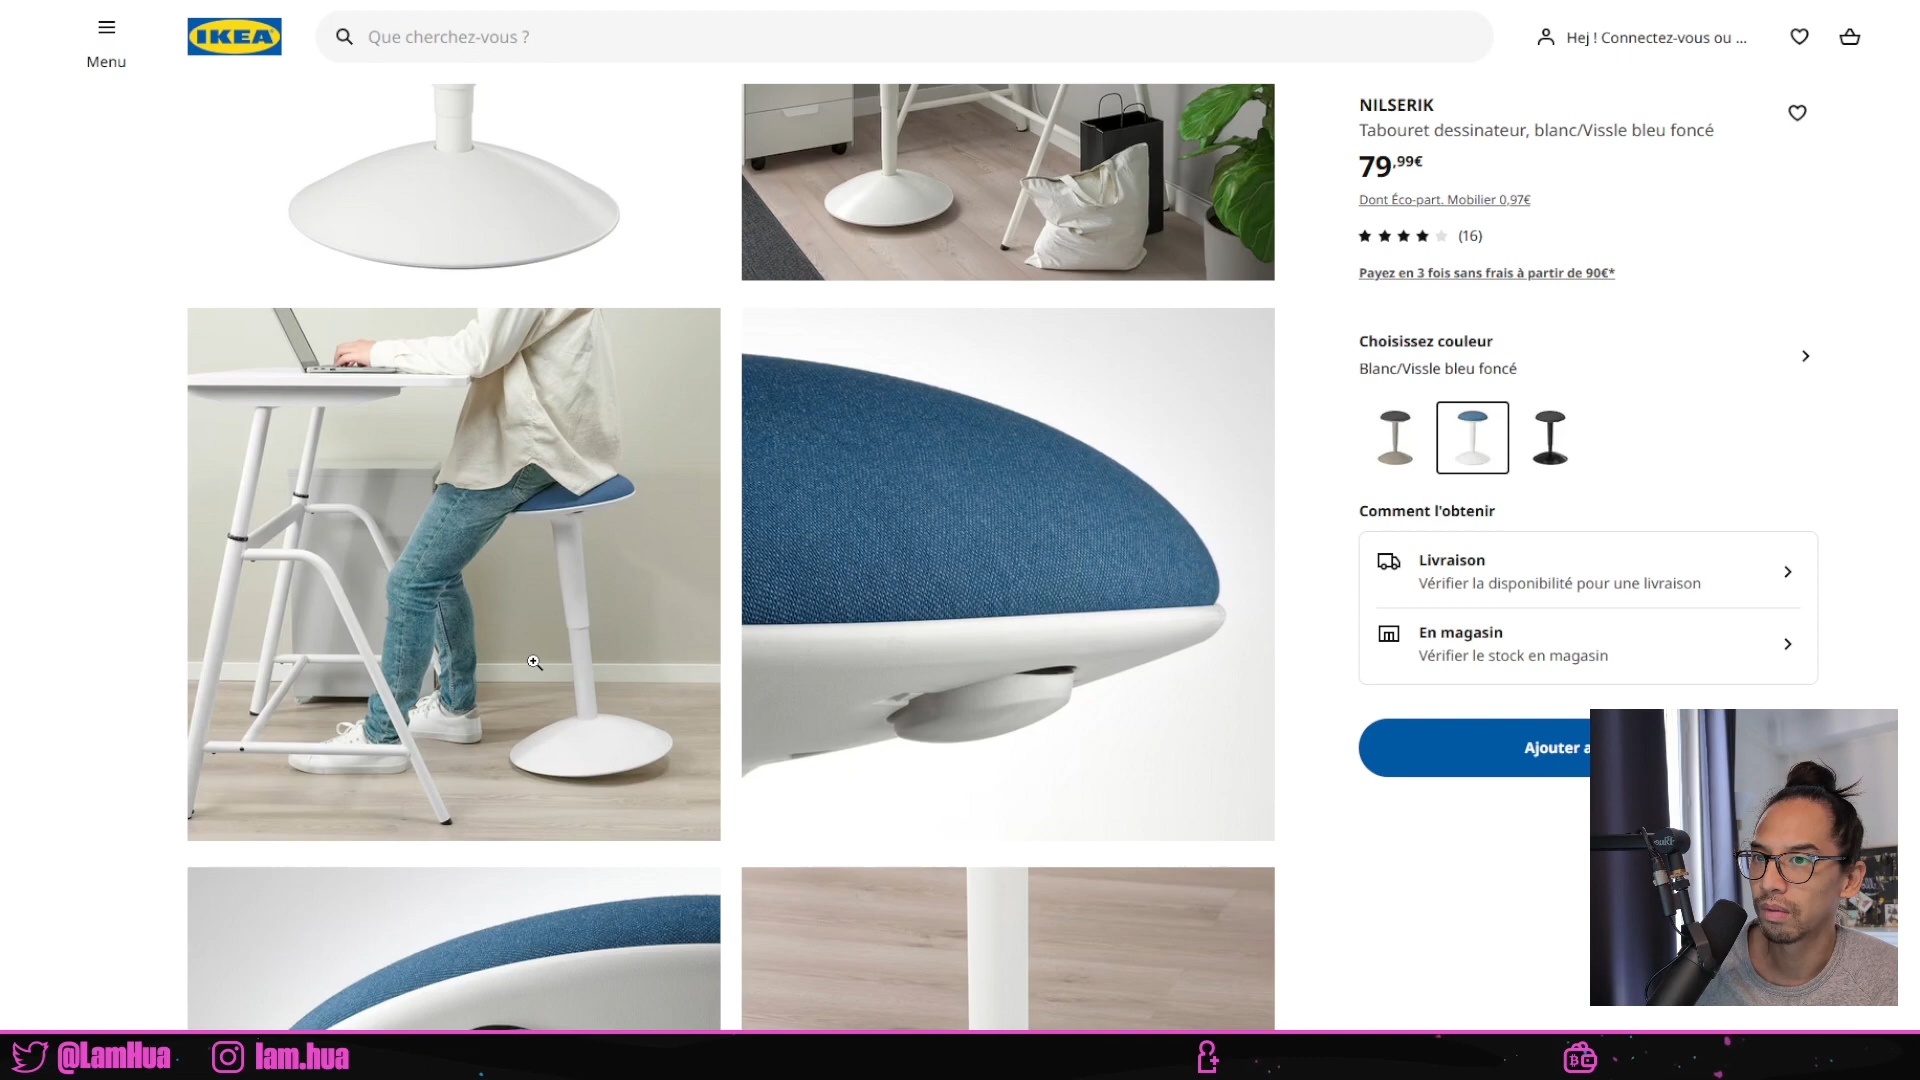 Menu
IKEA
Que cherchez-vous ?
Hej ! Connectez-vous ou ...
NILSERIK
Tabouret dessinateur, blanc/Vissle bleu foncé
79,99€
Dont Éco-part. Mobilier 0,97€
(16)
Payez en 3 fois sans frais à partir de 90€*
Choisissez couleur
Blanc/Vissle bleu foncé
Comment l'obtenir
Livraison
Vérifier la disponibilité pour une livraison
En magasin
Vérifier le stock en magasin
Ajouter a
@LamHua
lam.hua